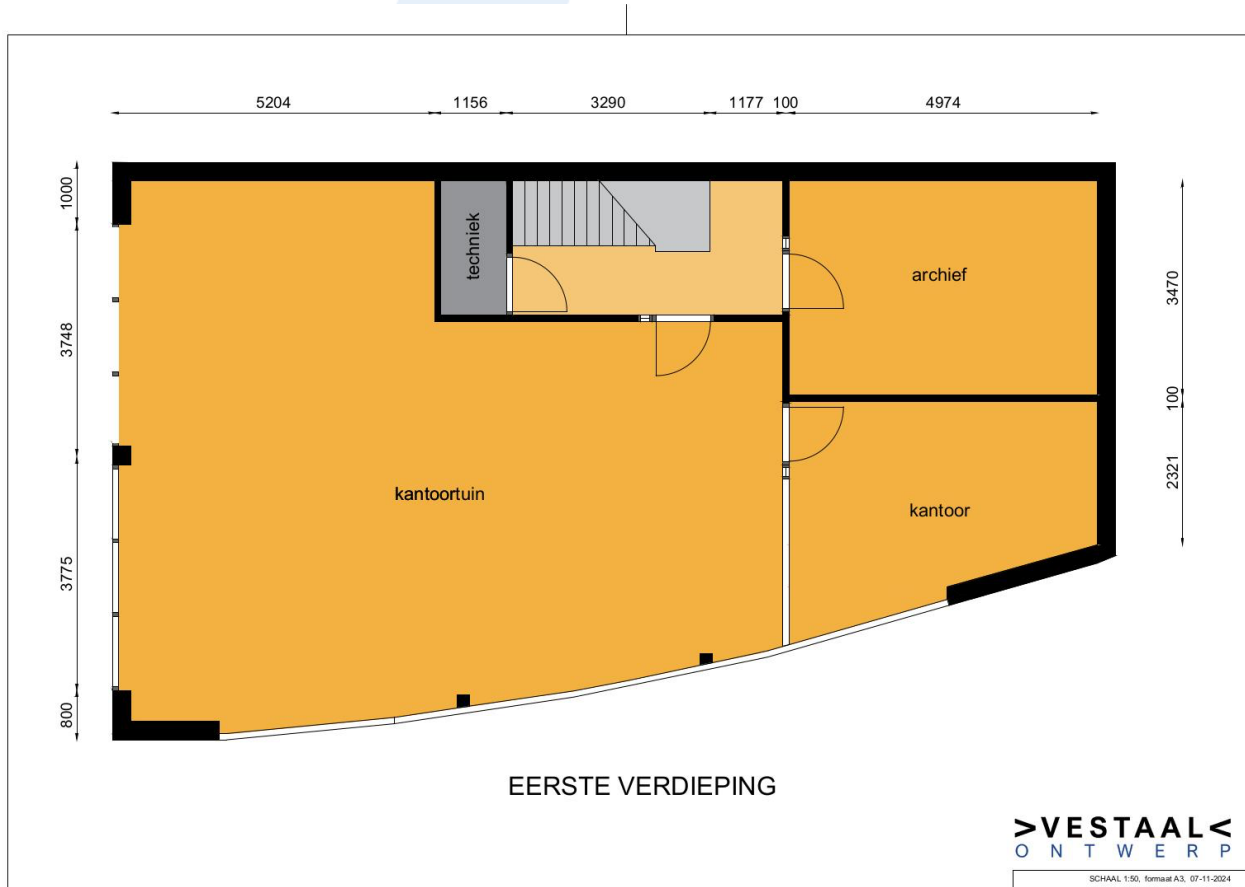 5204 1156 3290 1177 100 4974
1000
3748
3775
800
techniek
archief
3470
100
2321
kantoortuin
kantoor
EERSTE VERDIEPING
>VESTAAL<
ONTWERP
SCHAAL 1:50, formaat A3, 07-11-2024